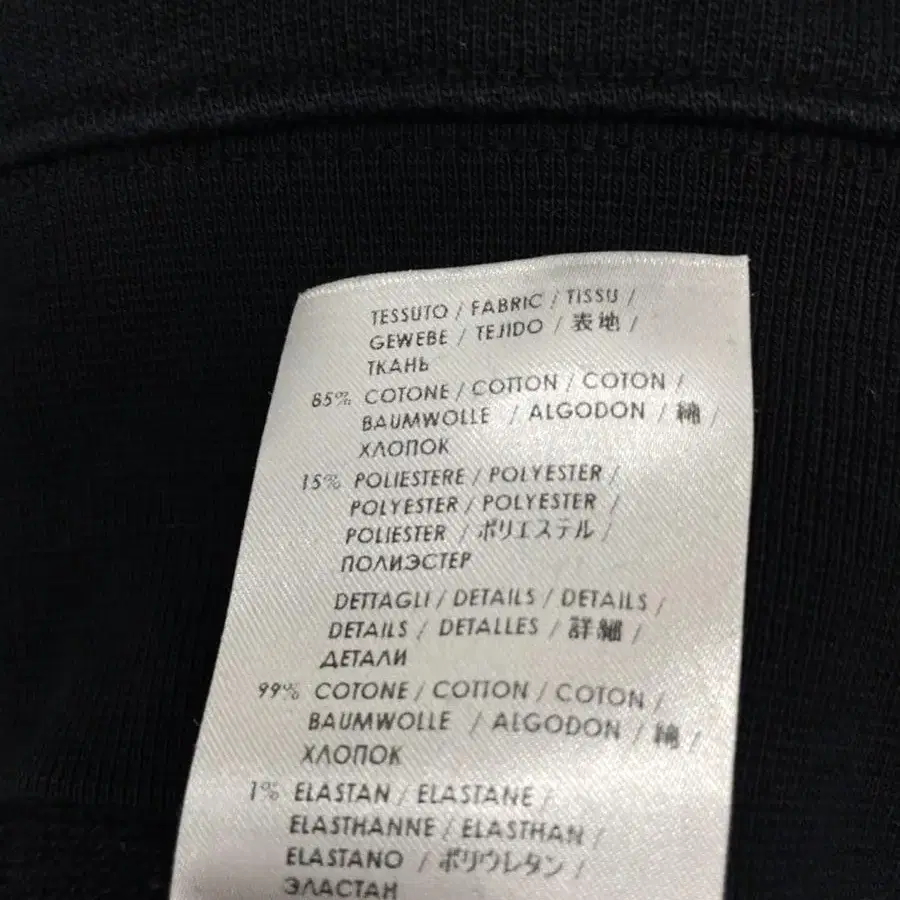 TESSUTO / FABRIC / TISSU /
GEWEBE / TEJIDO / 表地 /
ТКАНЬ
85% COTONE / COTTON / COTON /
BAUMWOLLE / ALGODON / 綿 /
ХЛОПОК
15% POLIESTERE / POLYESTER /
POLYESTER / POLYESTER /
POLIESTER / ポリエステル /
ПОЛИЭСТЕР
DETTAGLI / DETAILS / DETAILS /
DETAILS / DETALLES / 詳細 /
ДЕТАЛИ
99% COTONE / COTTON / COTON /
BAUMWOLLE / ALGODON / 綿 /
ХЛОПОК
1% ELASTAN / ELASTANE /
ELASTHANNE / ELASTHAN /
ELASTANO / ポリウレタン /
ЭЛАСТАН